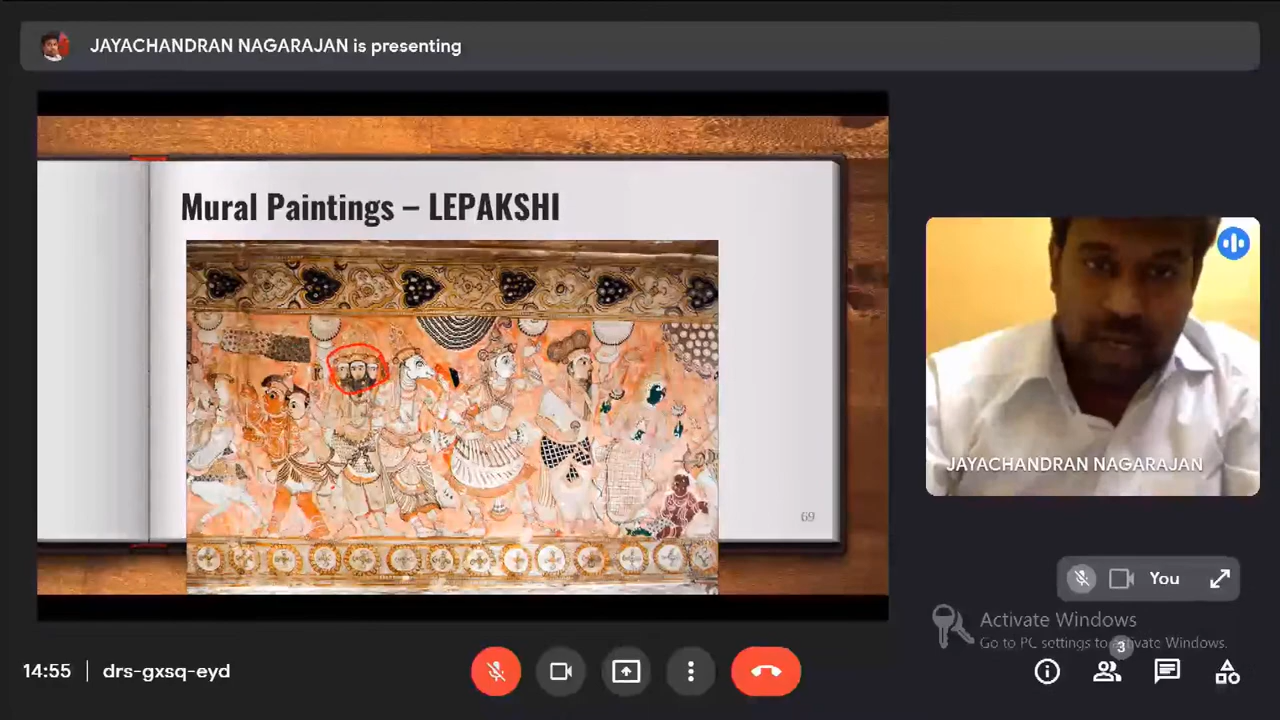 JAYACHANDRAN NAGARAJAN is presenting
Mural Paintings – LEPAKSHI
69
JAYACHANDRAN NAGARAJAN
You
Activate Windows
Go to PC settings to activate Windows.
3
14:55
drs-gxsq-eyd